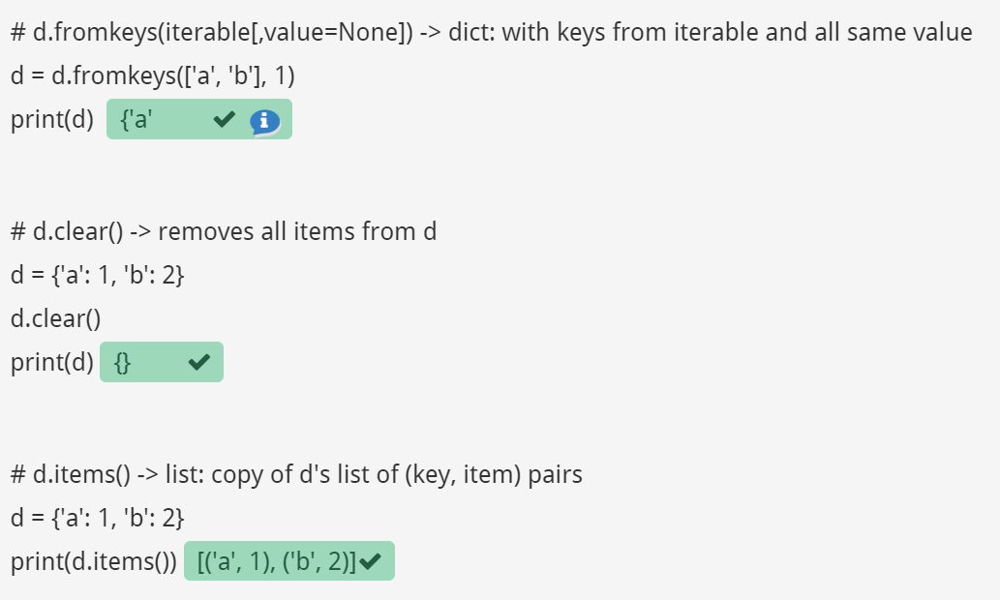 # d.fromkeys(iterable[,value=None]) -> dict: with keys from iterable and all same value
d = d.fromkeys(['a', 'b'], 1)
print(d) {'a'
# d.clear() -> removes all items from d
d = {'a': 1, 'b': 2}
d.clear()
print(d) {}
# d.items() -> list: copy of d's list of (key, item) pairs
d = {'a': 1, 'b': 2}
print(d.items()) [('a', 1), ('b', 2)]